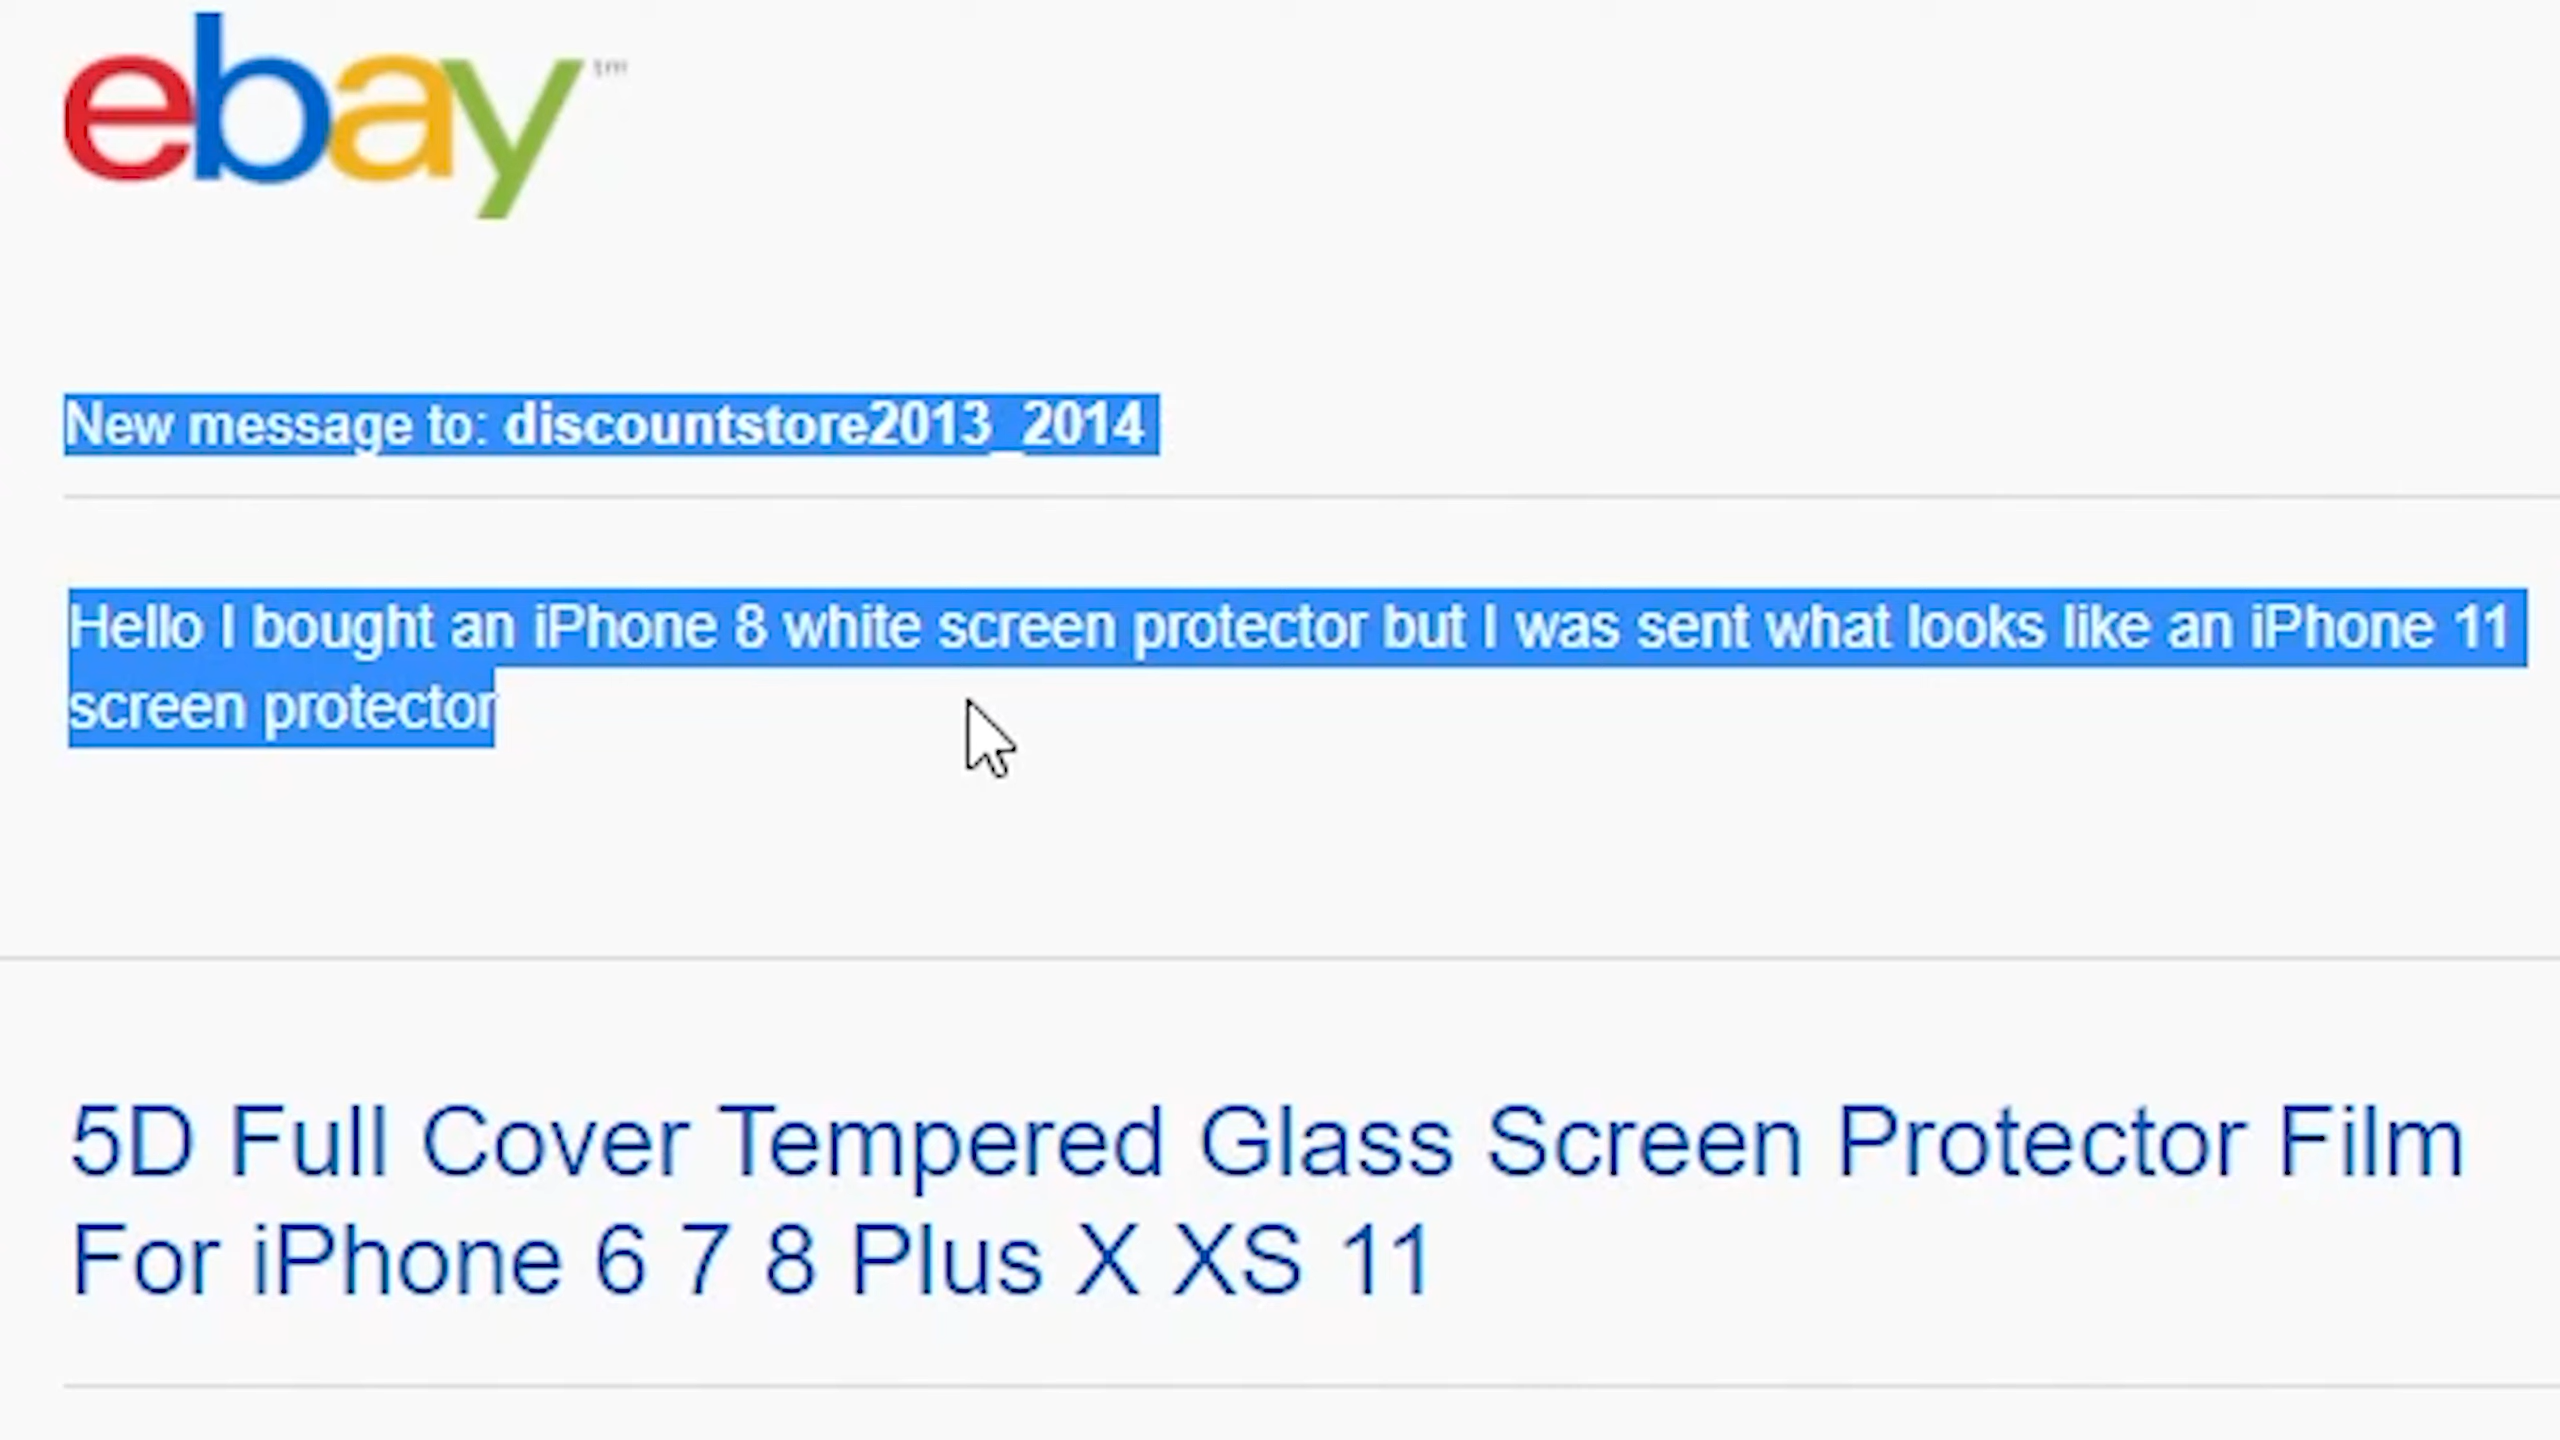 ebay™
New message to: discountstore2013_2014
Hello I bought an iPhone 8 white screen protector but I was sent what looks like an iPhone 11
screen protector
5D Full Cover Tempered Glass Screen Protector Film
For iPhone 6 7 8 Plus X XS 11